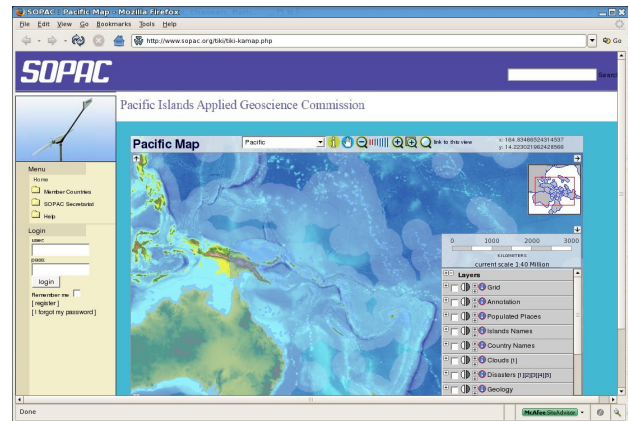 SOPAC : Pacific Map - Mozilla Firefox
File Edit View Go Bookmarks Tools Help
http://www.sopac.org/tiki/tiki-kamap.php
Go
SOPAC
Search
Pacific Islands Applied Geoscience Commission
Pacific Map
Pacific
link to this view
x: 164.83466524314537
y: 14.223021962428566
Menu
Home
Member Countries
SOPAC Secretariat
Help
Login
user:
pass:
login
Remember me
[ register ]
[ I forgot my password ]
0 1000 2000 3000
KILOMETERS
current scale 1:40 Million
Layers
Grid
Annotation
Populated Places
Islands Names
Country Names
Clouds [1]
Disasters [1][2][3][4][5]
Geology
Done
McAfee SiteAdvisor